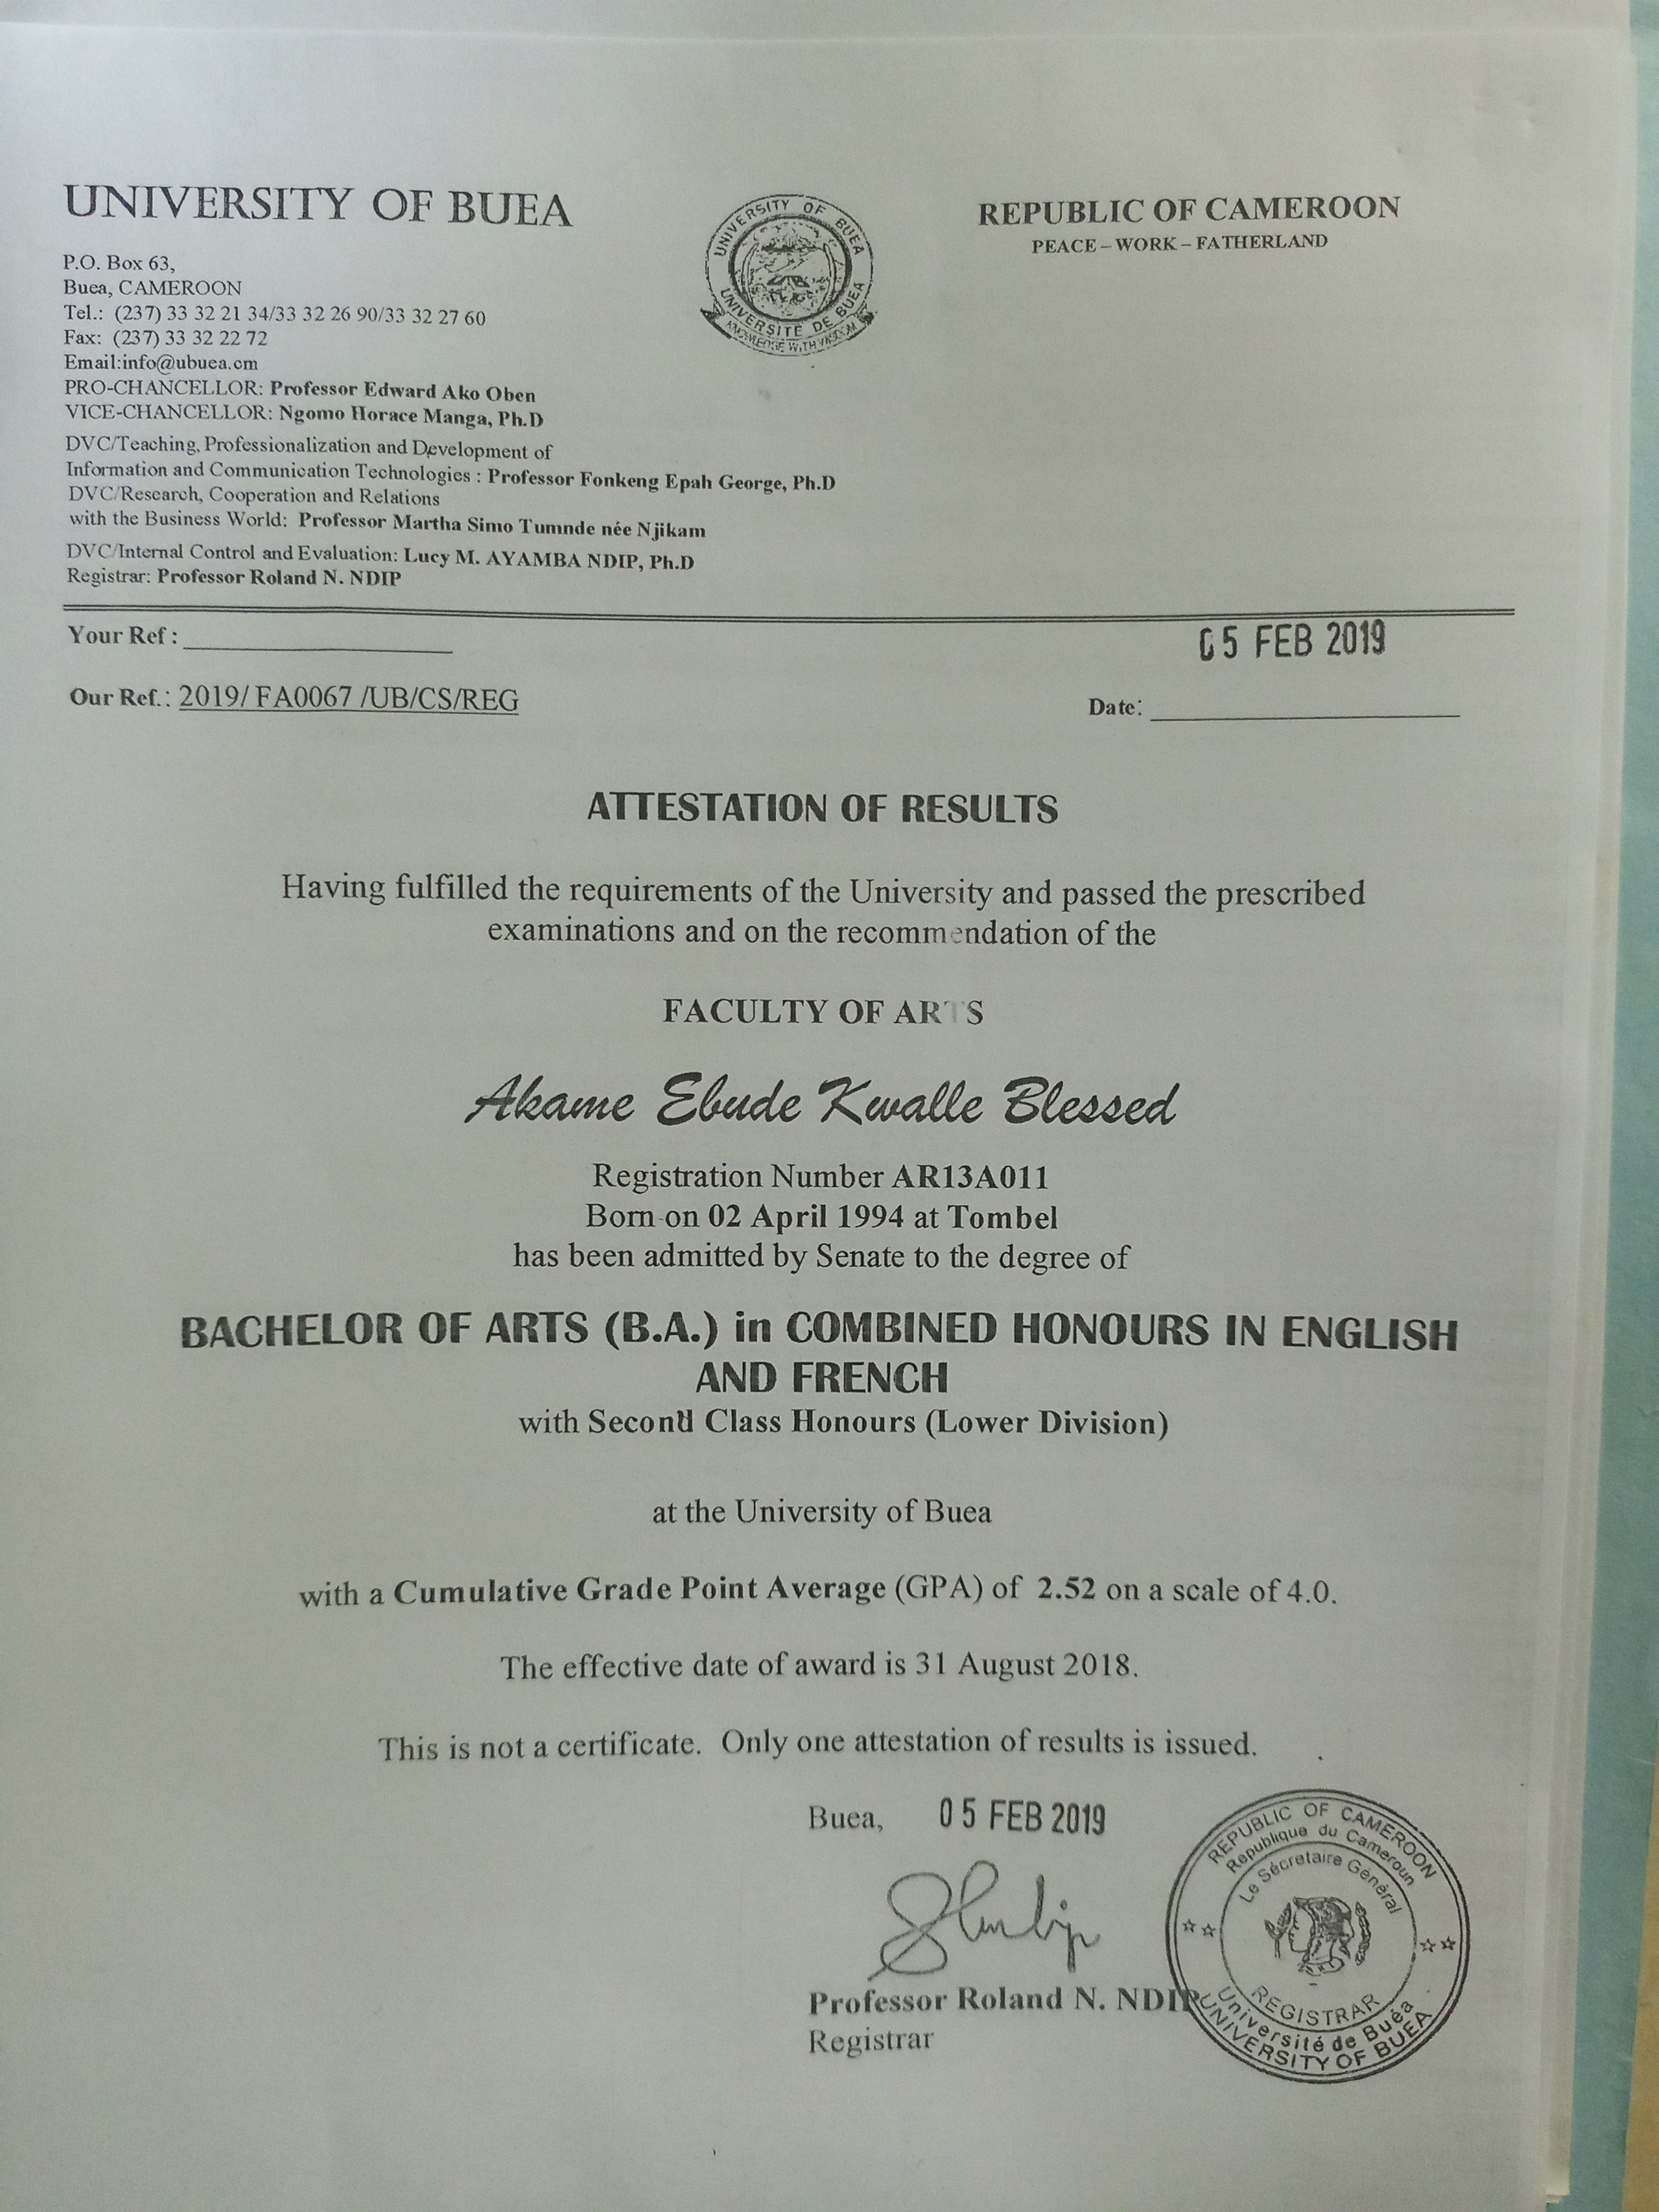 UNIVERSITY OF BUEA
P.O. Box 63,
Buea, CAMEROON
Tel.: (237) 33 32 21 34/33 32 26 90/33 32 27 60
Fax: (237) 33 32 22 72
Email:info@ubuea.cm
PRO-CHANCELLOR: Professor Edward Ako Oben
VICE-CHANCELLOR: Ngomo Horace Manga, Ph.D
DVC/Teaching, Professionalization and Development of
Information and Communication Technologies : Professor Fonkeng Epah George, Ph.D
DVC/Research, Cooperation and Relations
with the Business World: Professor Martha Simo Tumnde née Njikam
DVC/Internal Control and Evaluation: Lucy M. AYAMBA NDIP, Ph.D
Registrar: Professor Roland N. NDIP
UNIVERSITY OF BUEA
UNIVERSITÉ DE BUEA
KNOWLEDGE WITH WISDOM
REPUBLIC OF CAMEROON
PEACE – WORK – FATHERLAND
Your Ref :
05 FEB 2019
Our Ref.: 2019/ FA0067 /UB/CS/REG
Date:
ATTESTATION OF RESULTS
Having fulfilled the requirements of the University and passed the prescribed
examinations and on the recommendation of the
FACULTY OF ARTS
Akame Ebude Kwalle Blessed
Registration Number AR13A011
Born on 02 April 1994 at Tombel
has been admitted by Senate to the degree of
BACHELOR OF ARTS (B.A.) in COMBINED HONOURS IN ENGLISH
AND FRENCH
with Second Class Honours (Lower Division)
at the University of Buea
with a Cumulative Grade Point Average (GPA) of 2.52 on a scale of 4.0.
The effective date of award is 31 August 2018.
This is not a certificate. Only one attestation of results is issued.
Buea, 05 FEB 2019
Professor Roland N. NDIP
Registrar
REPUBLIC OF CAMEROON
Republique du Cameroun
Le Sécretaire Général
REGISTRAR
Université de Buéa
UNIVERSITY OF BUEA